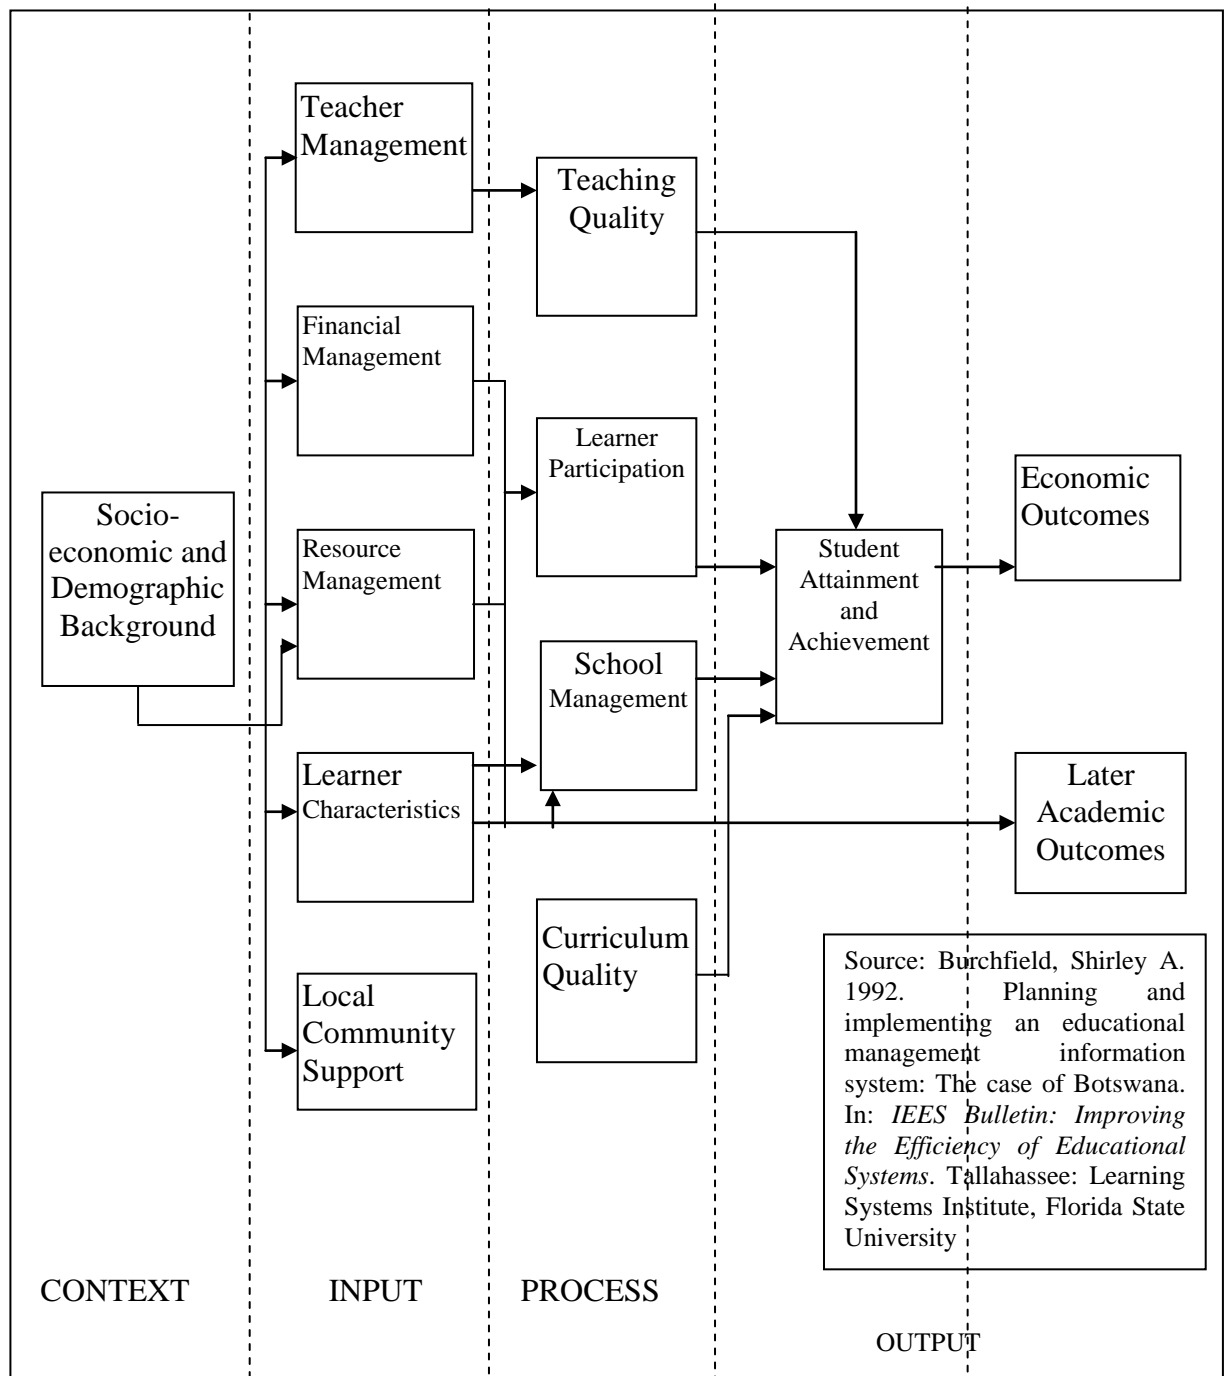 Teacher
Management
Teaching
Quality
Financial
Management
Learner
Participation
Socio-
economic and
Demographic
Background
Resource
Management
Student
Attainment
and
Achievement
Economic
Outcomes
School
Management
Learner
Characteristics
Later
Academic
Outcomes
Curriculum
Quality
Local
Community
Support
Source: Burchfield, Shirley A.
1992. Planning and
implementing an educational
management information
system: The case of Botswana.
In: IEES Bulletin: Improving
the Efficiency of Educational
Systems. Tallahassee: Learning
Systems Institute, Florida State
University
CONTEXT
INPUT
PROCESS
OUTPUT